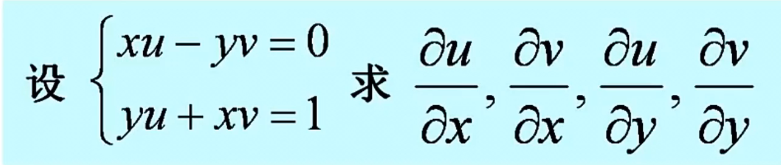 设 { xu − yv = 0
yu + xv = 1 求 ∂u/∂x, ∂v/∂x, ∂u/∂y, ∂v/∂y